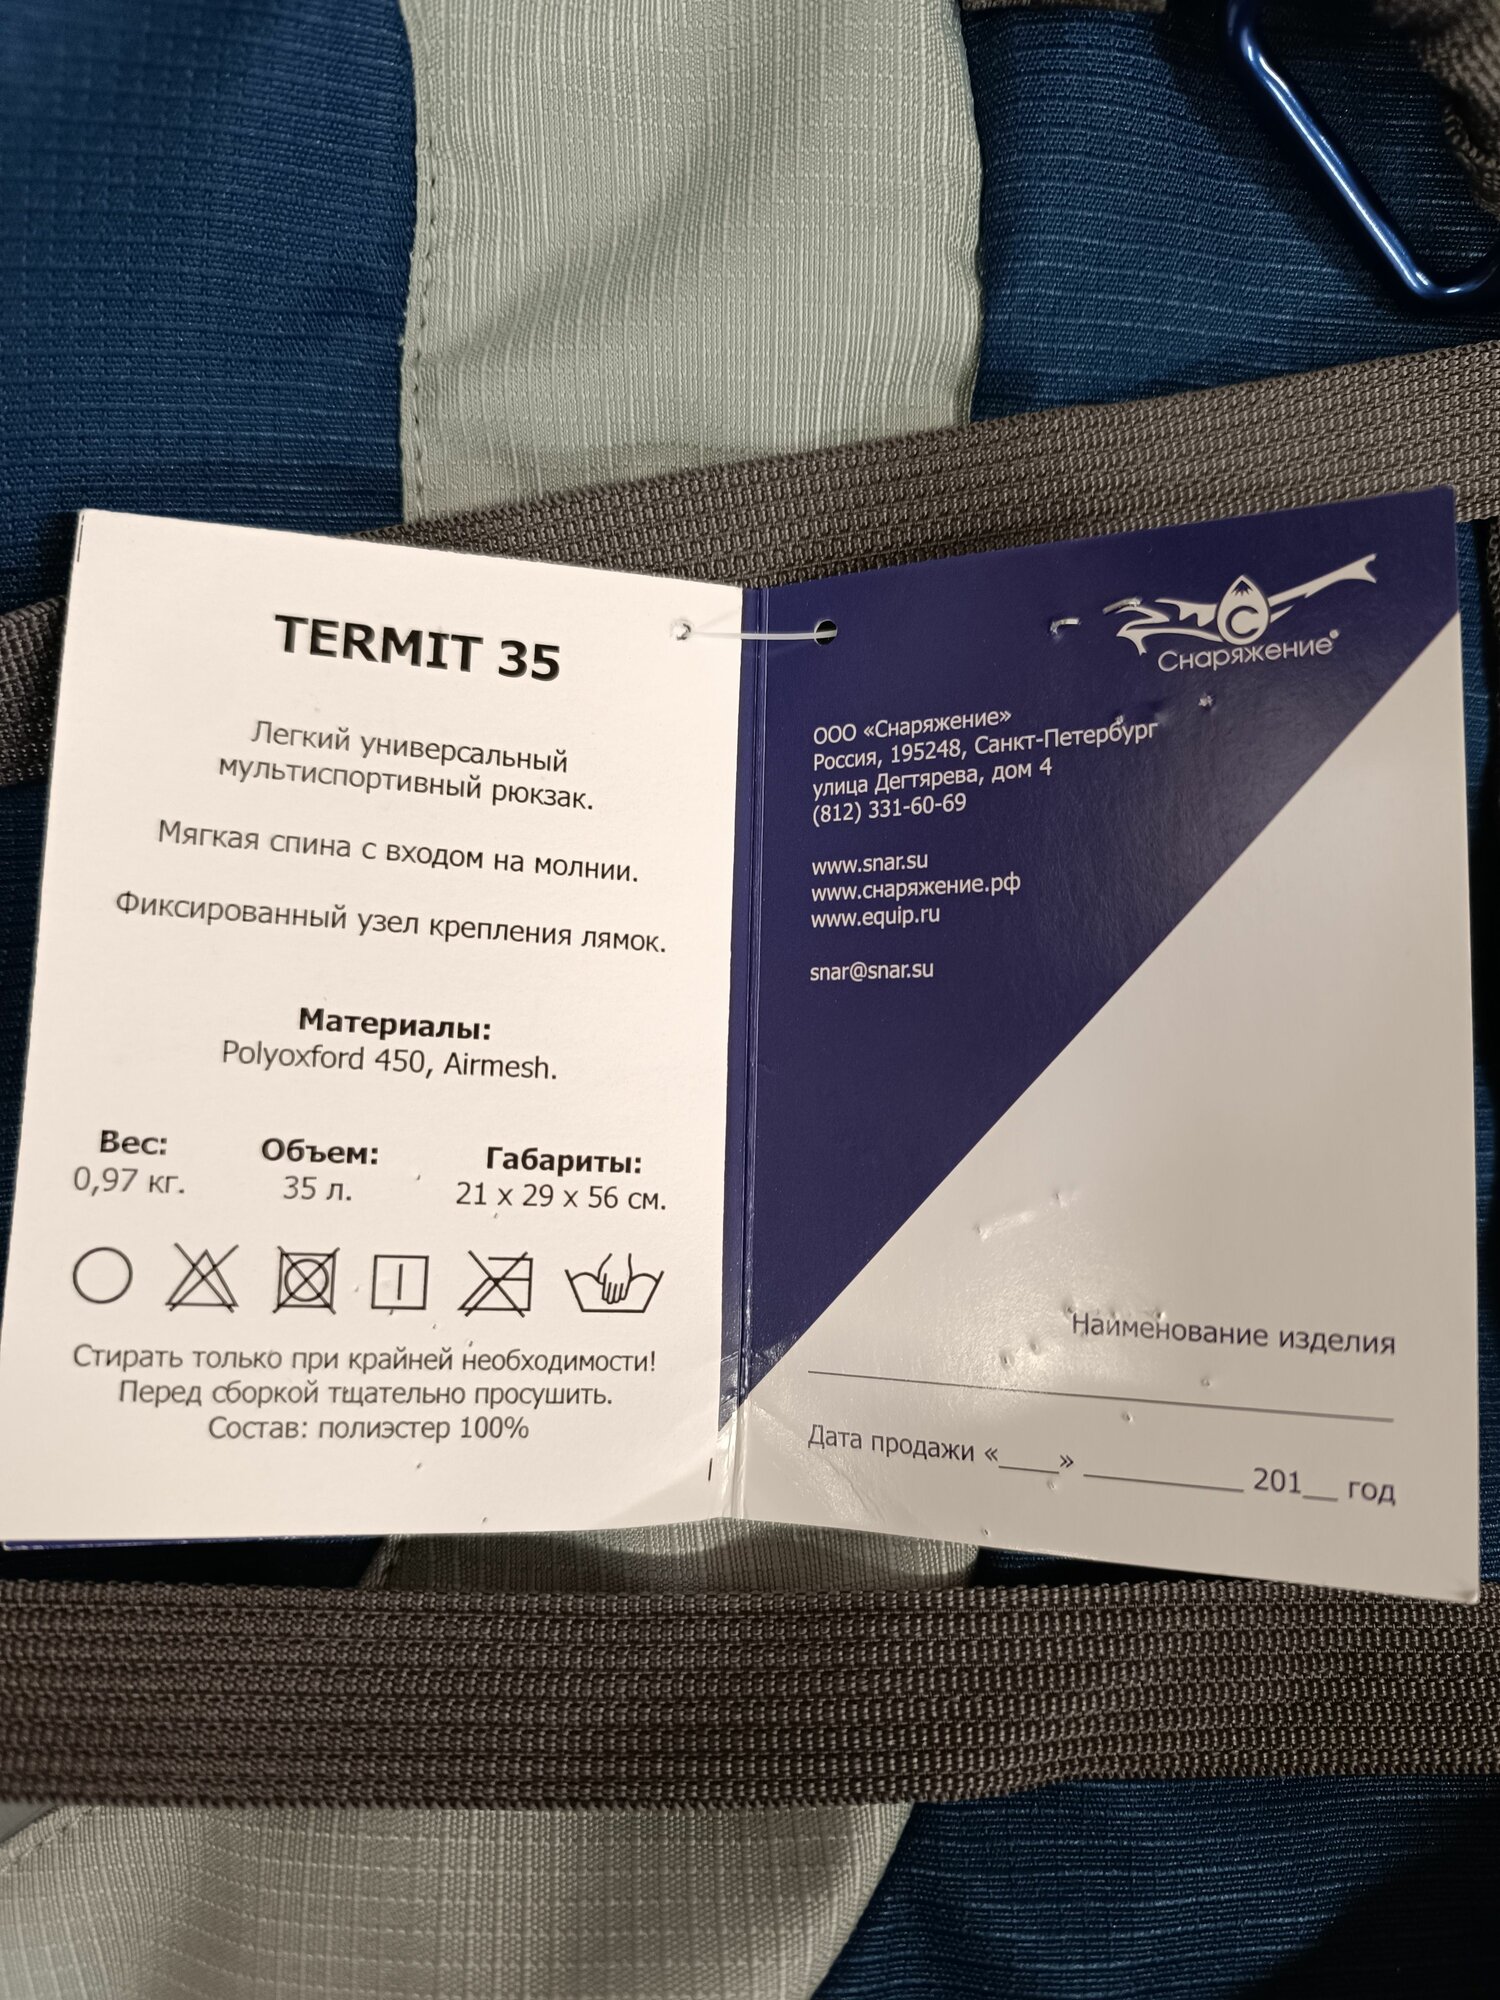 TERMIT 35
Легкий универсальный
мультиспортивный рюкзак.
Мягкая спина с входом на молнии.
Фиксированный узел крепления лямок.
Материалы:
Polyoxford 450, Airmesh.
Вес: Объем: Габариты:
0,97 кг. 35 л. 21 x 29 x 56 см.
Стирать только при крайней необходимости!
Перед сборкой тщательно просушить.
Состав: полиэстер 100%
С
Снаряжение®
ООО «Снаряжение»
Россия, 195248, Санкт-Петербург
улица Дегтярева, дом 4
(812) 331-60-69
www.snar.su
www.снаряжение.рф
www.equip.ru
snar@snar.su
Наименование изделия
Дата продажи «____» ___________ 201__ год